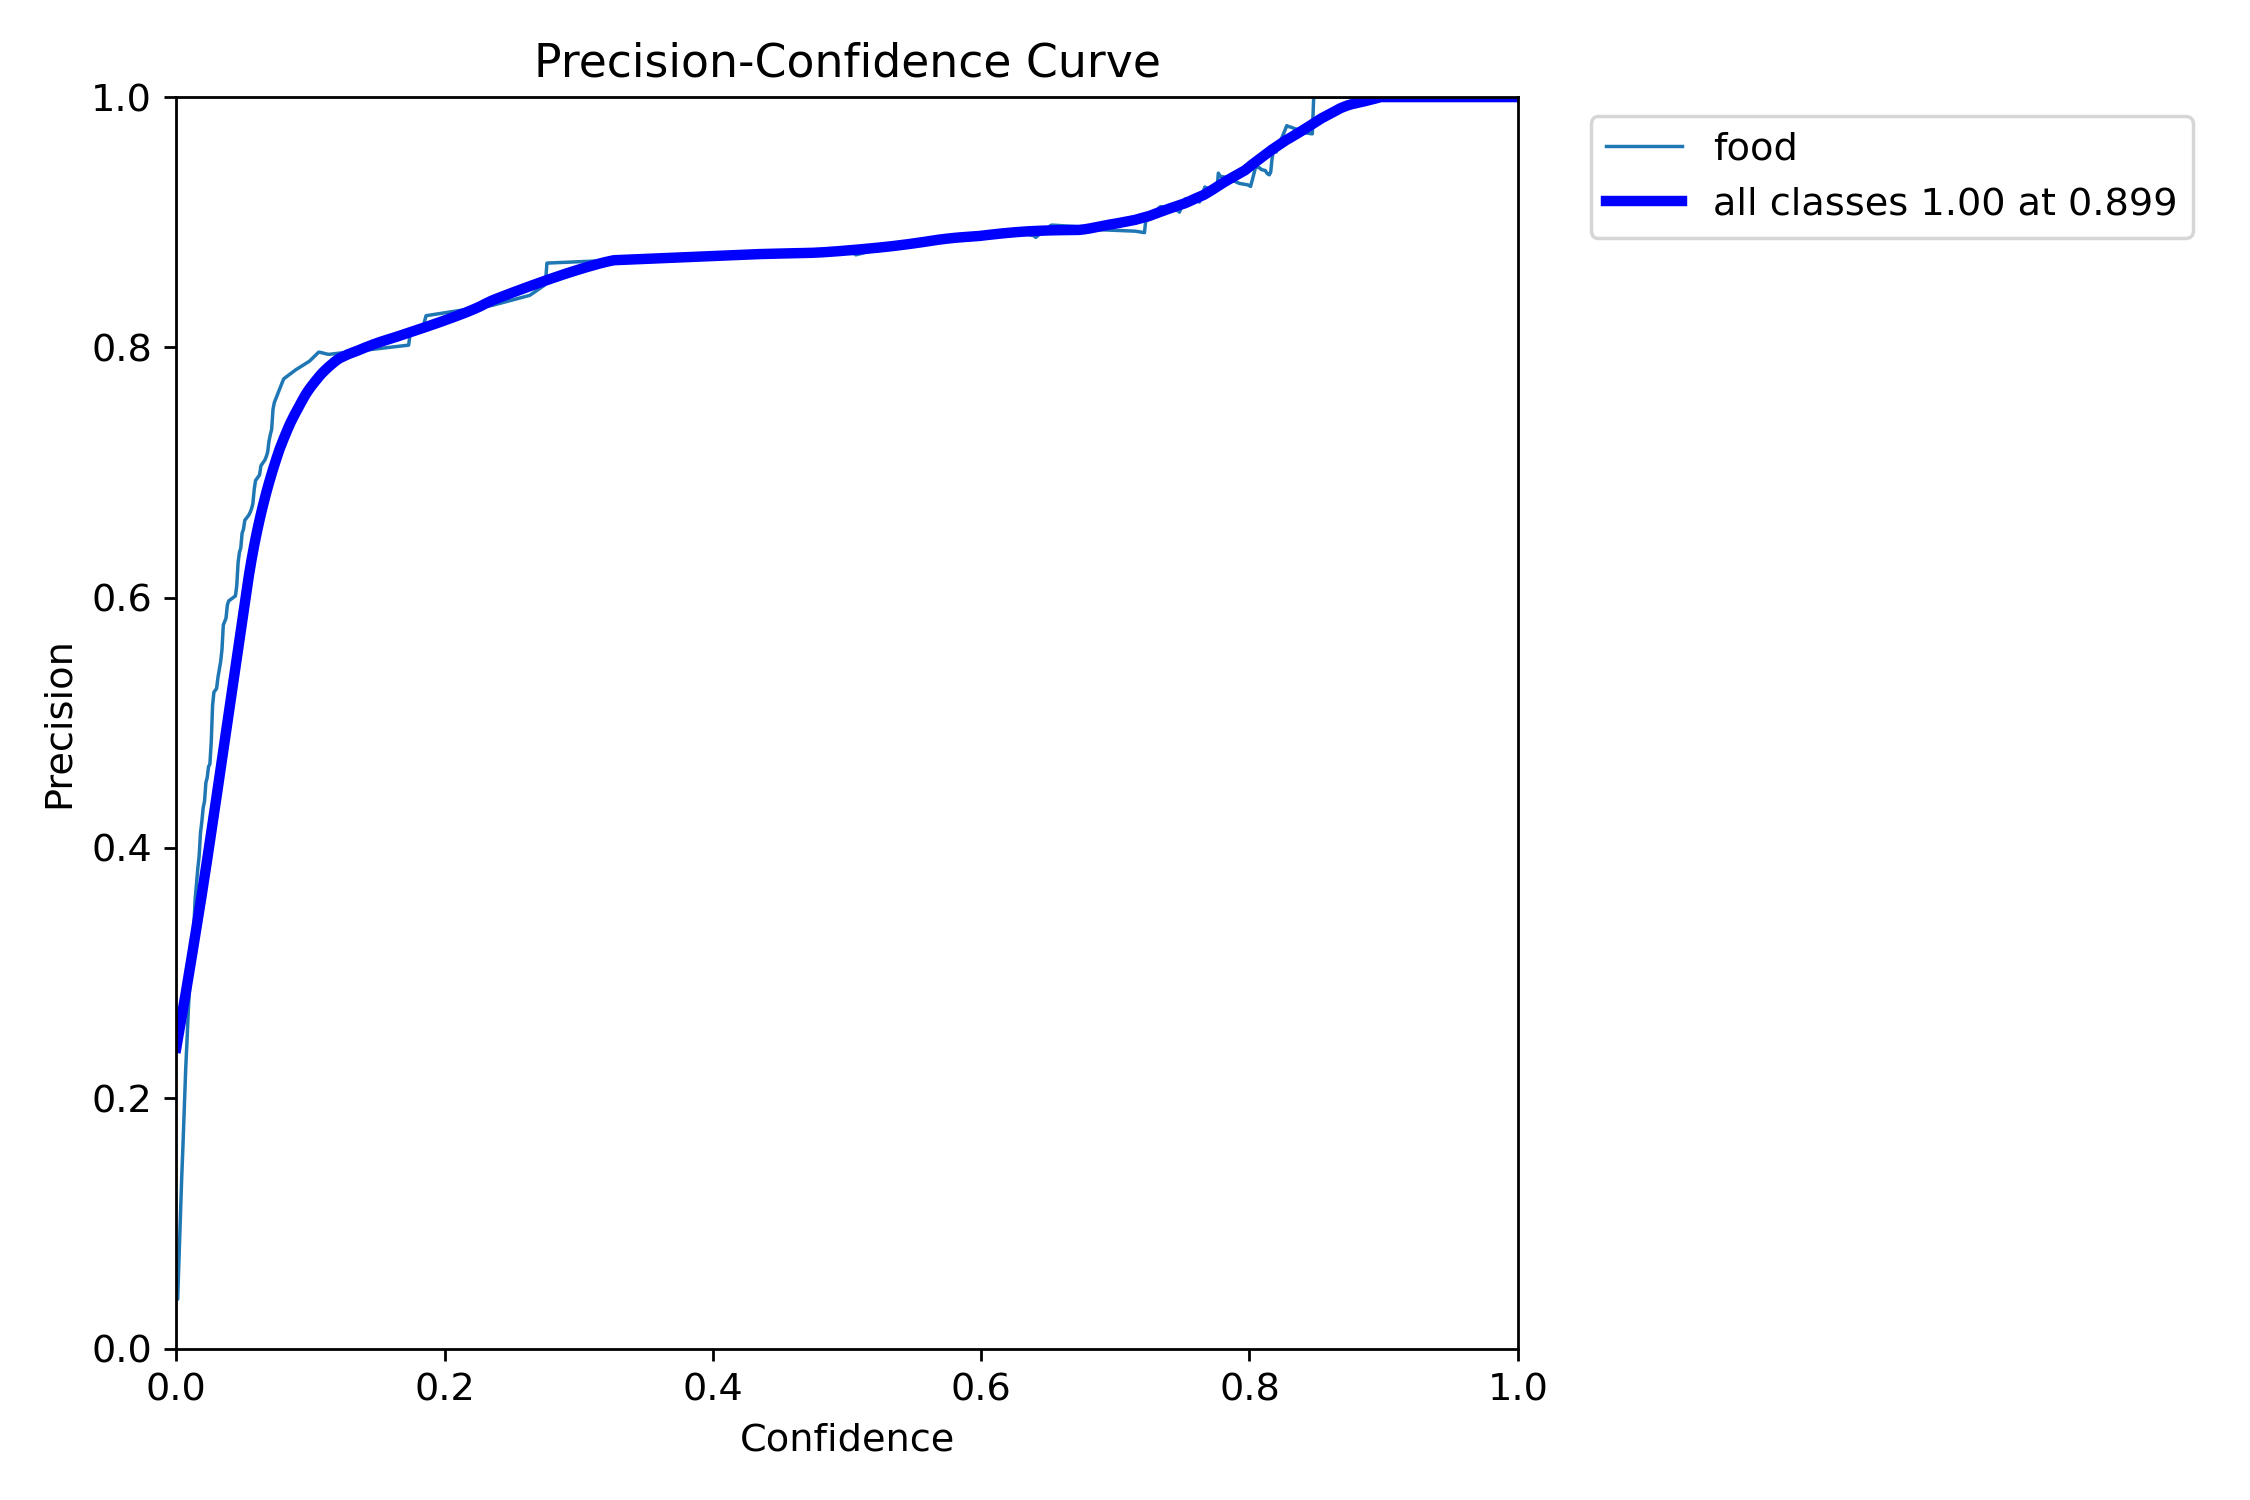 Precision-Confidence Curve
1.0
0.8
0.6
0.4
0.2
0.0
Precision
0.0 0.2 0.4 0.6 0.8 1.0
Confidence
food
all classes 1.00 at 0.899